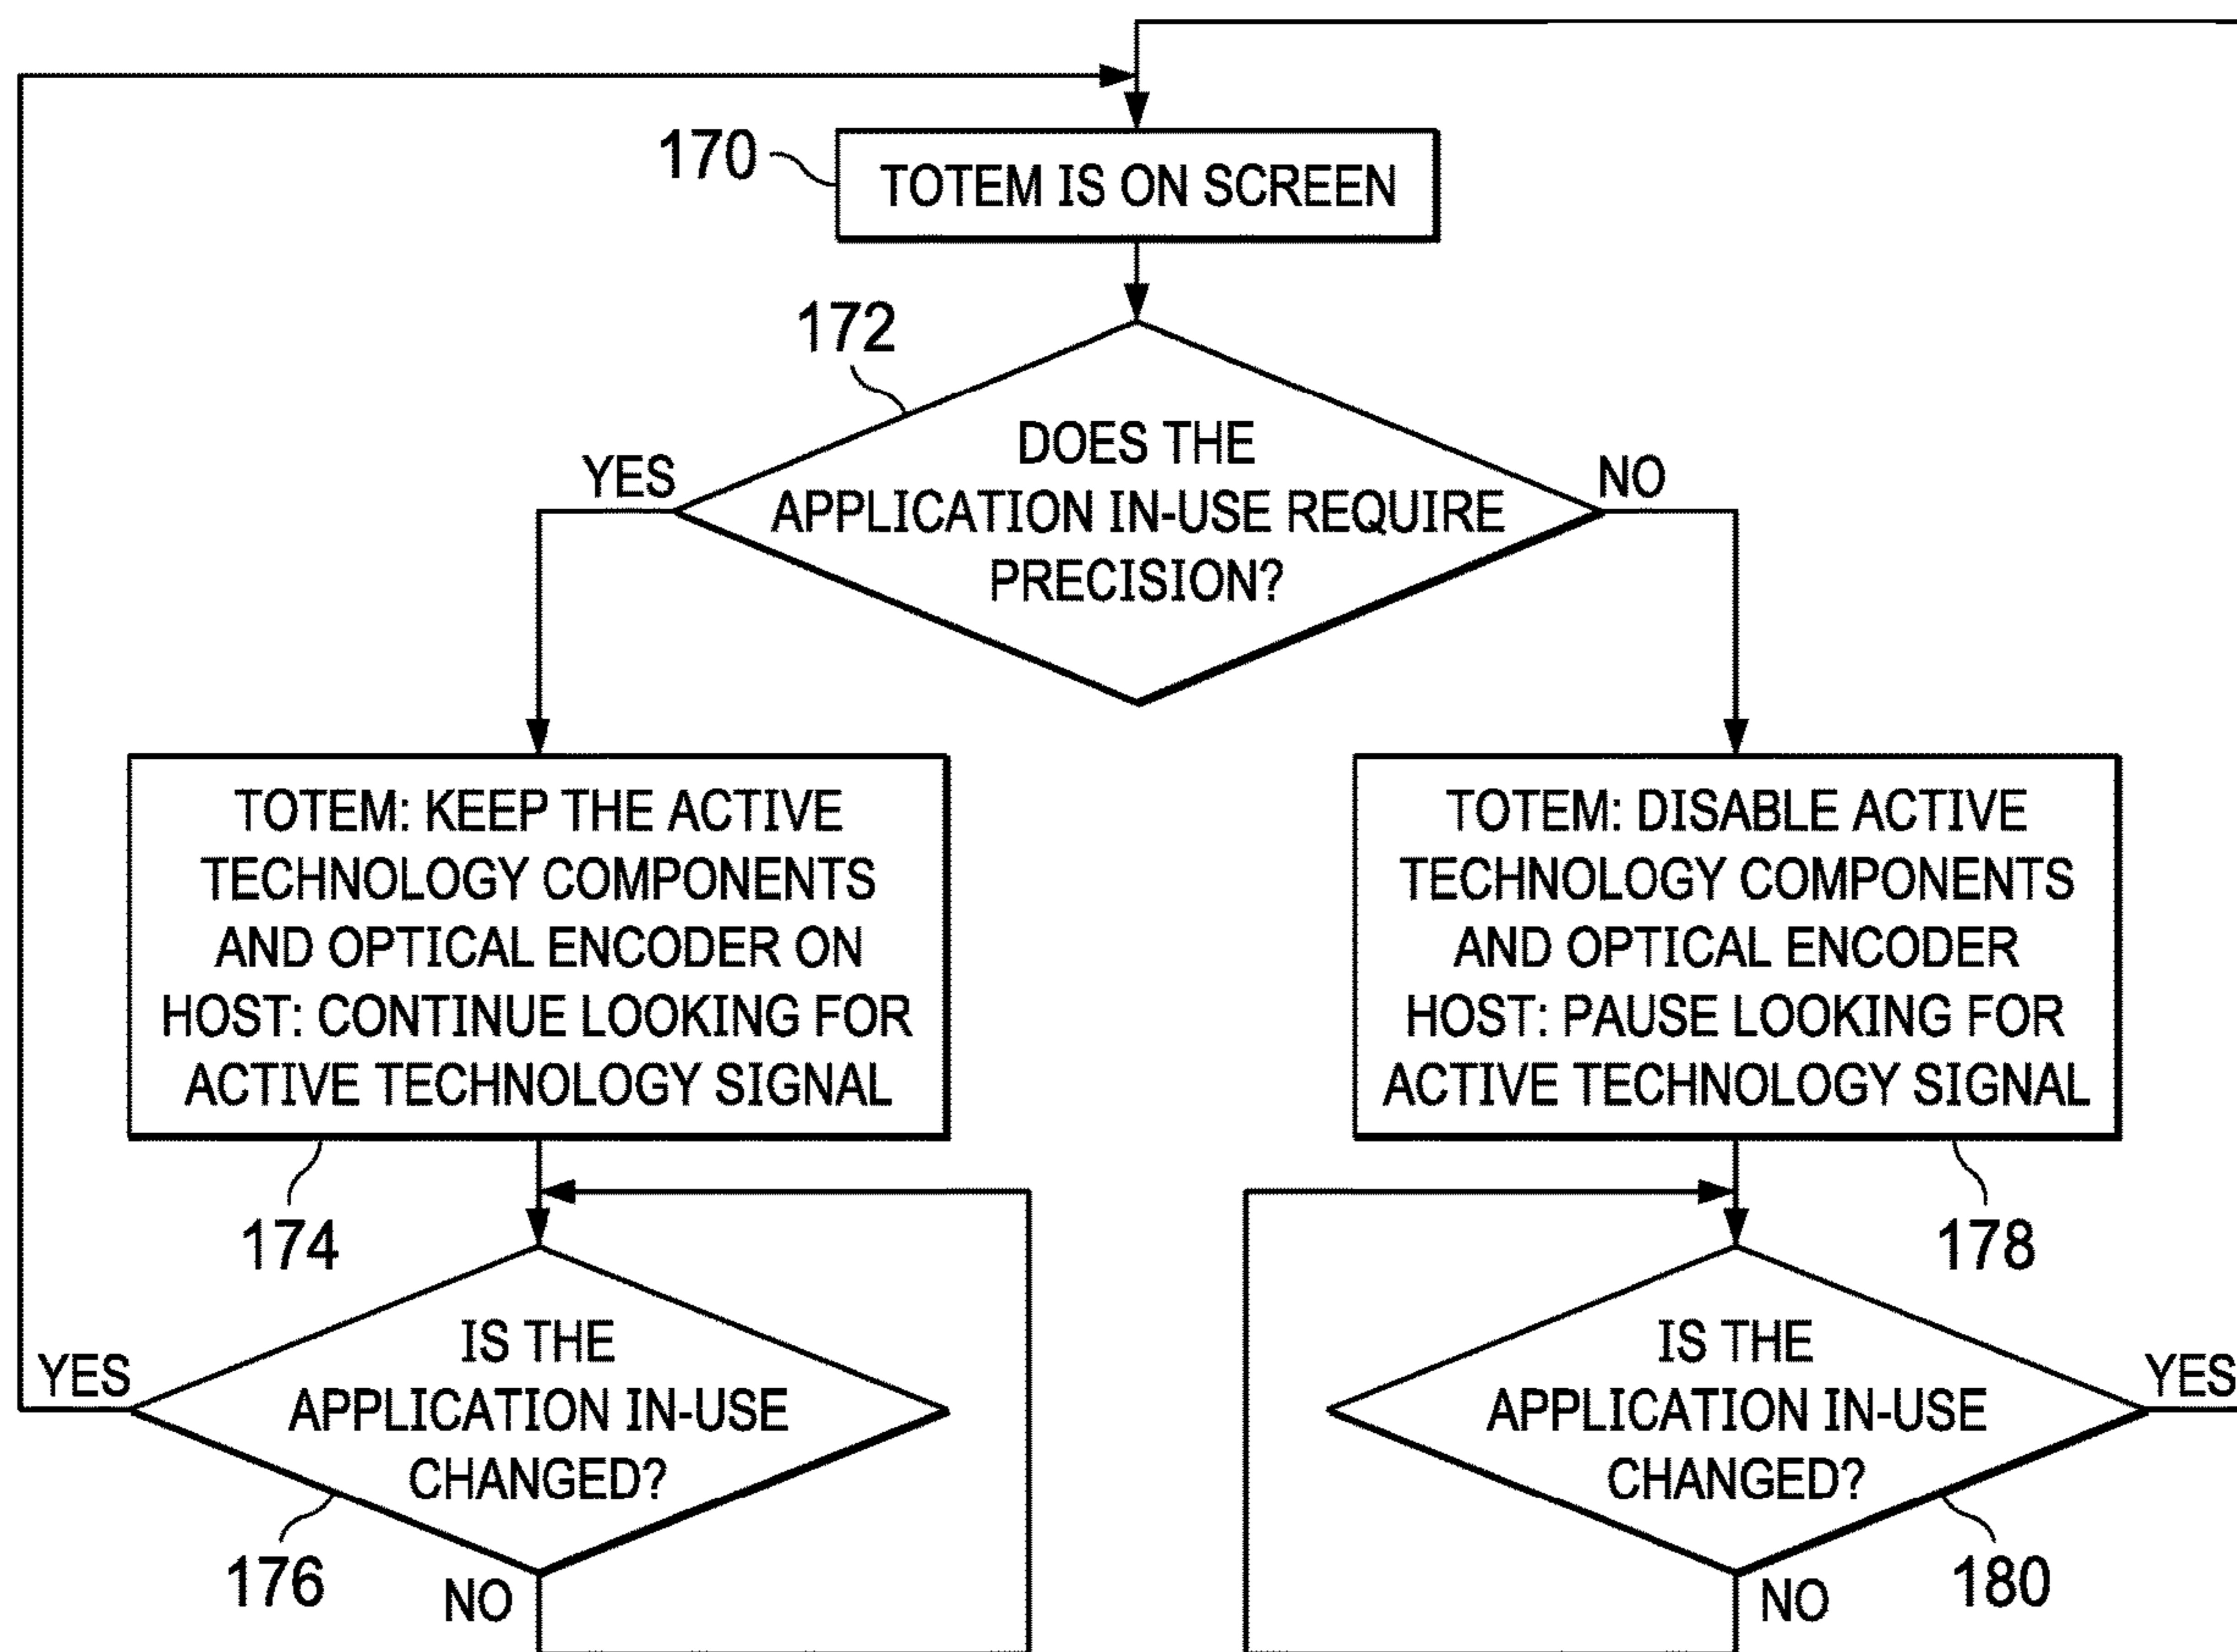 170
TOTEM IS ON SCREEN
172
DOES THE
APPLICATION IN-USE REQUIRE
PRECISION?
YES
NO
TOTEM: KEEP THE ACTIVE
TECHNOLOGY COMPONENTS
AND OPTICAL ENCODER ON
HOST: CONTINUE LOOKING FOR
ACTIVE TECHNOLOGY SIGNAL
174
TOTEM: DISABLE ACTIVE
TECHNOLOGY COMPONENTS
AND OPTICAL ENCODER
HOST: PAUSE LOOKING FOR
ACTIVE TECHNOLOGY SIGNAL
178
YES
IS THE
APPLICATION IN-USE
CHANGED?
176
NO
IS THE
APPLICATION IN-USE
CHANGED?
YES
180
NO